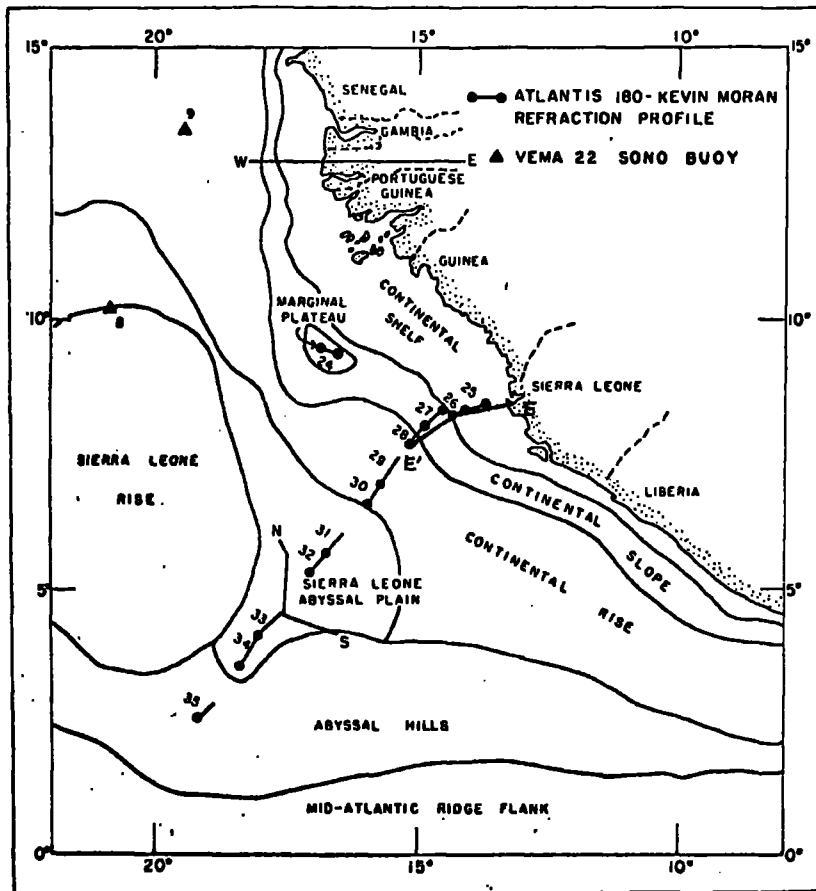 20°
15°
10°
15°
15°
SENEGAL
ATLANTIS 180-KEVIN MORAN
REFRACTION PROFILE
9
GAMBIA
W
E
VEMA 22 SONO BUOY
PORTUGUESE
GUINEA
GUINEA
CONTINENTAL
SHELF
MARGINAL
PLATEAU
10°
10°
8
24
SIERRA LEONE
25
26
27
E
28
E'
SIERRA LEONE
RISE
29
30
CONTINENTAL
SLOPE
LIBERIA
CONTINENTAL
RISE
N
31
32
5°
5°
SIERRA LEONE
ABYSSAL PLAIN
33
34
S
35
ABYSSAL HILLS
MID-ATLANTIC RIDGE FLANK
0°
0°
20°
15°
10°